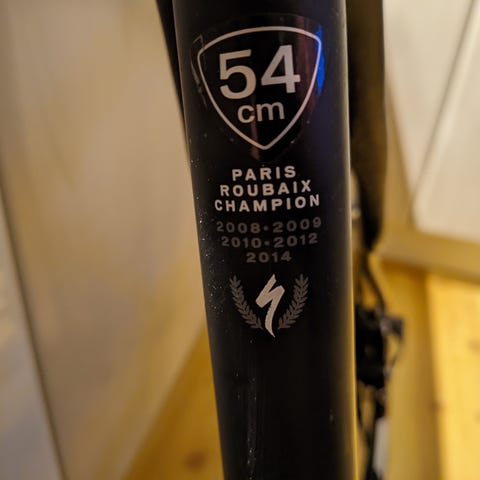 54
cm
PARIS
ROUBAIX
CHAMPION
2008•2009
2010•2012
2014